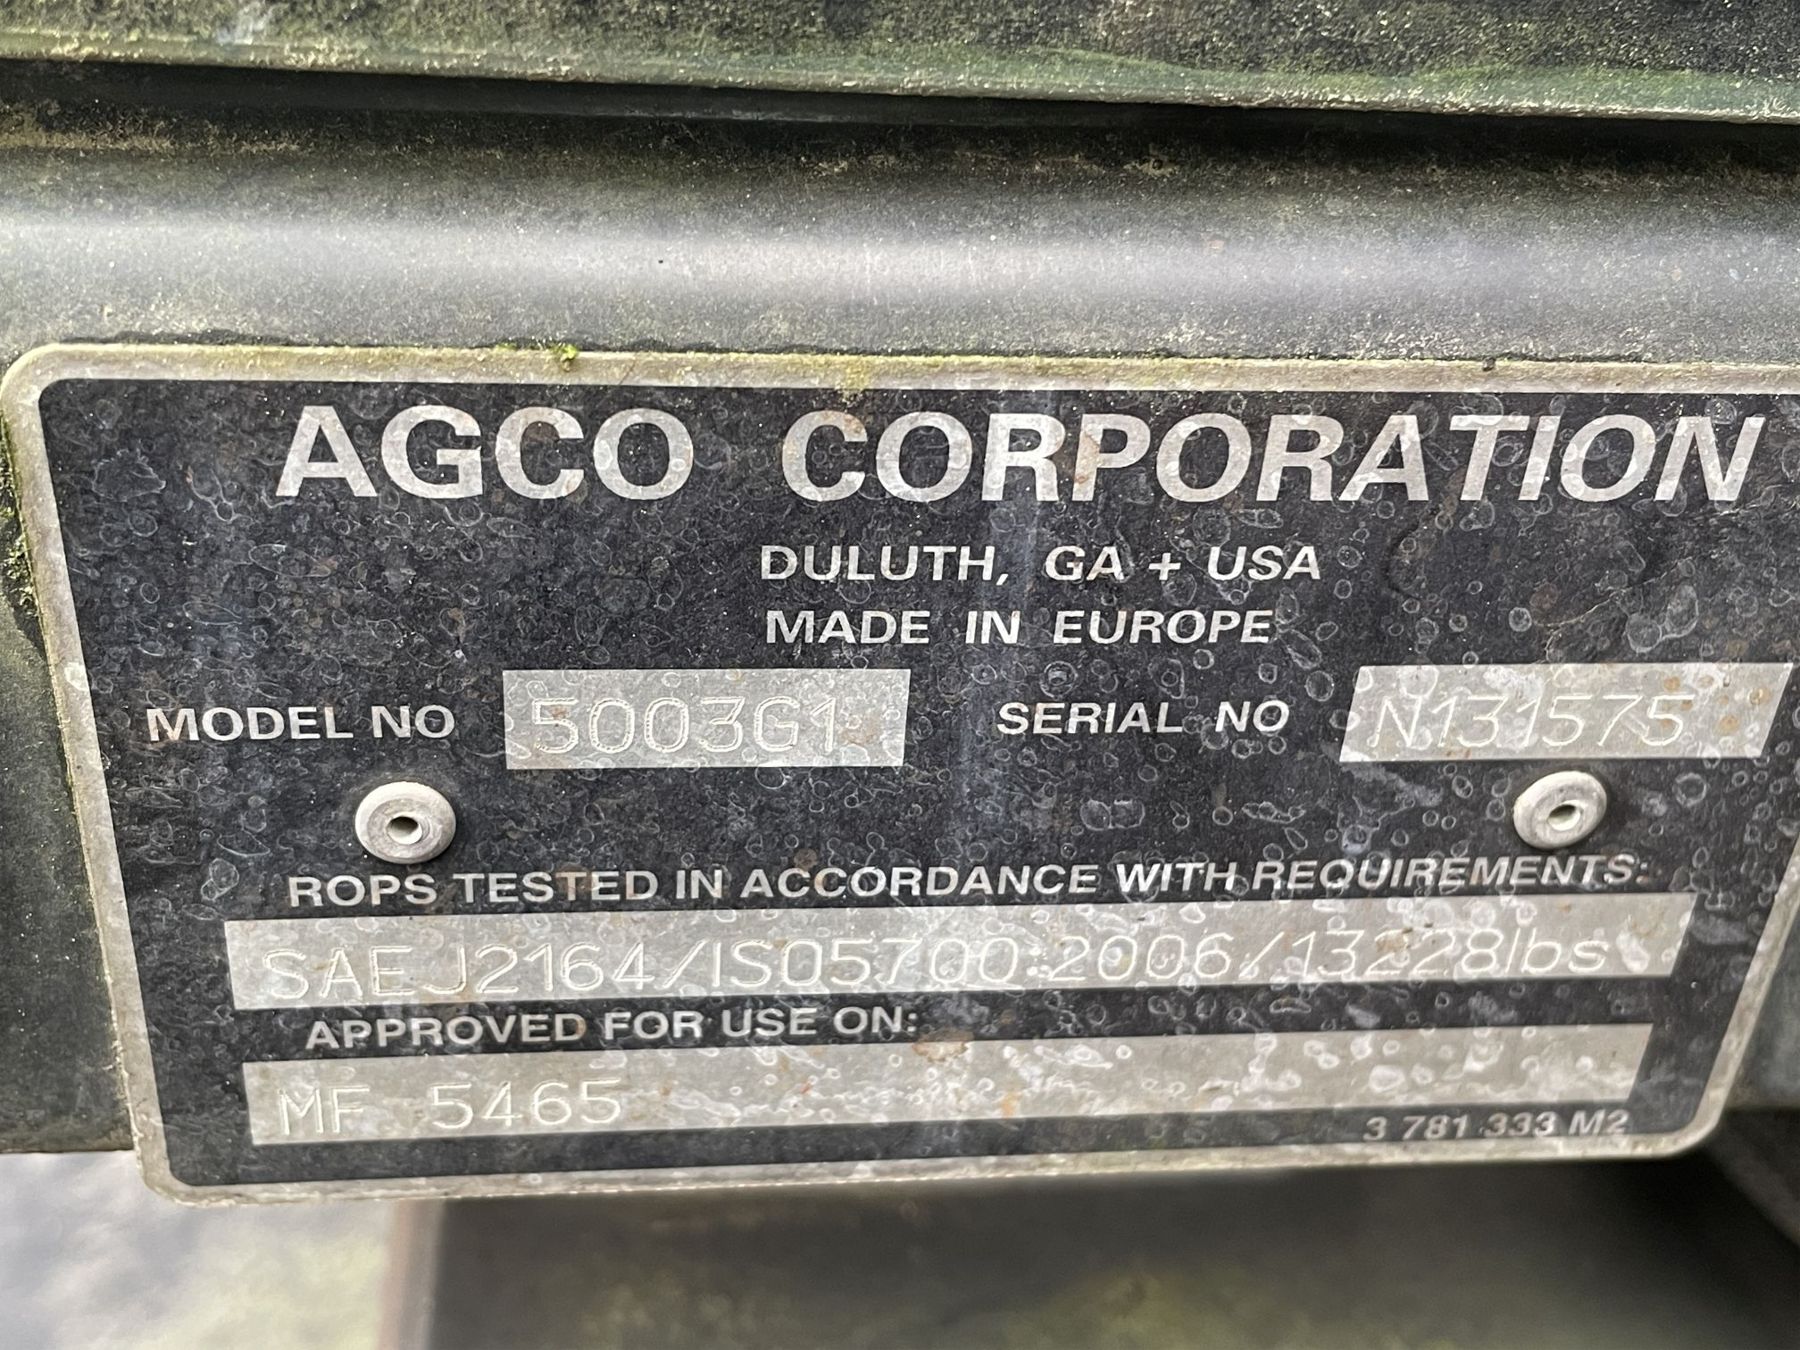 AGCO CORPORATION
DULUTH, GA + USA
MADE IN EUROPE
MODEL NO 5003G1 SERIAL NO N131575
ROPS TESTED IN ACCORDANCE WITH REQUIREMENTS:
SAEJ2164/ISO5700:2006/13228lbs
APPROVED FOR USE ON:
MF 5465
3 781 333 M2